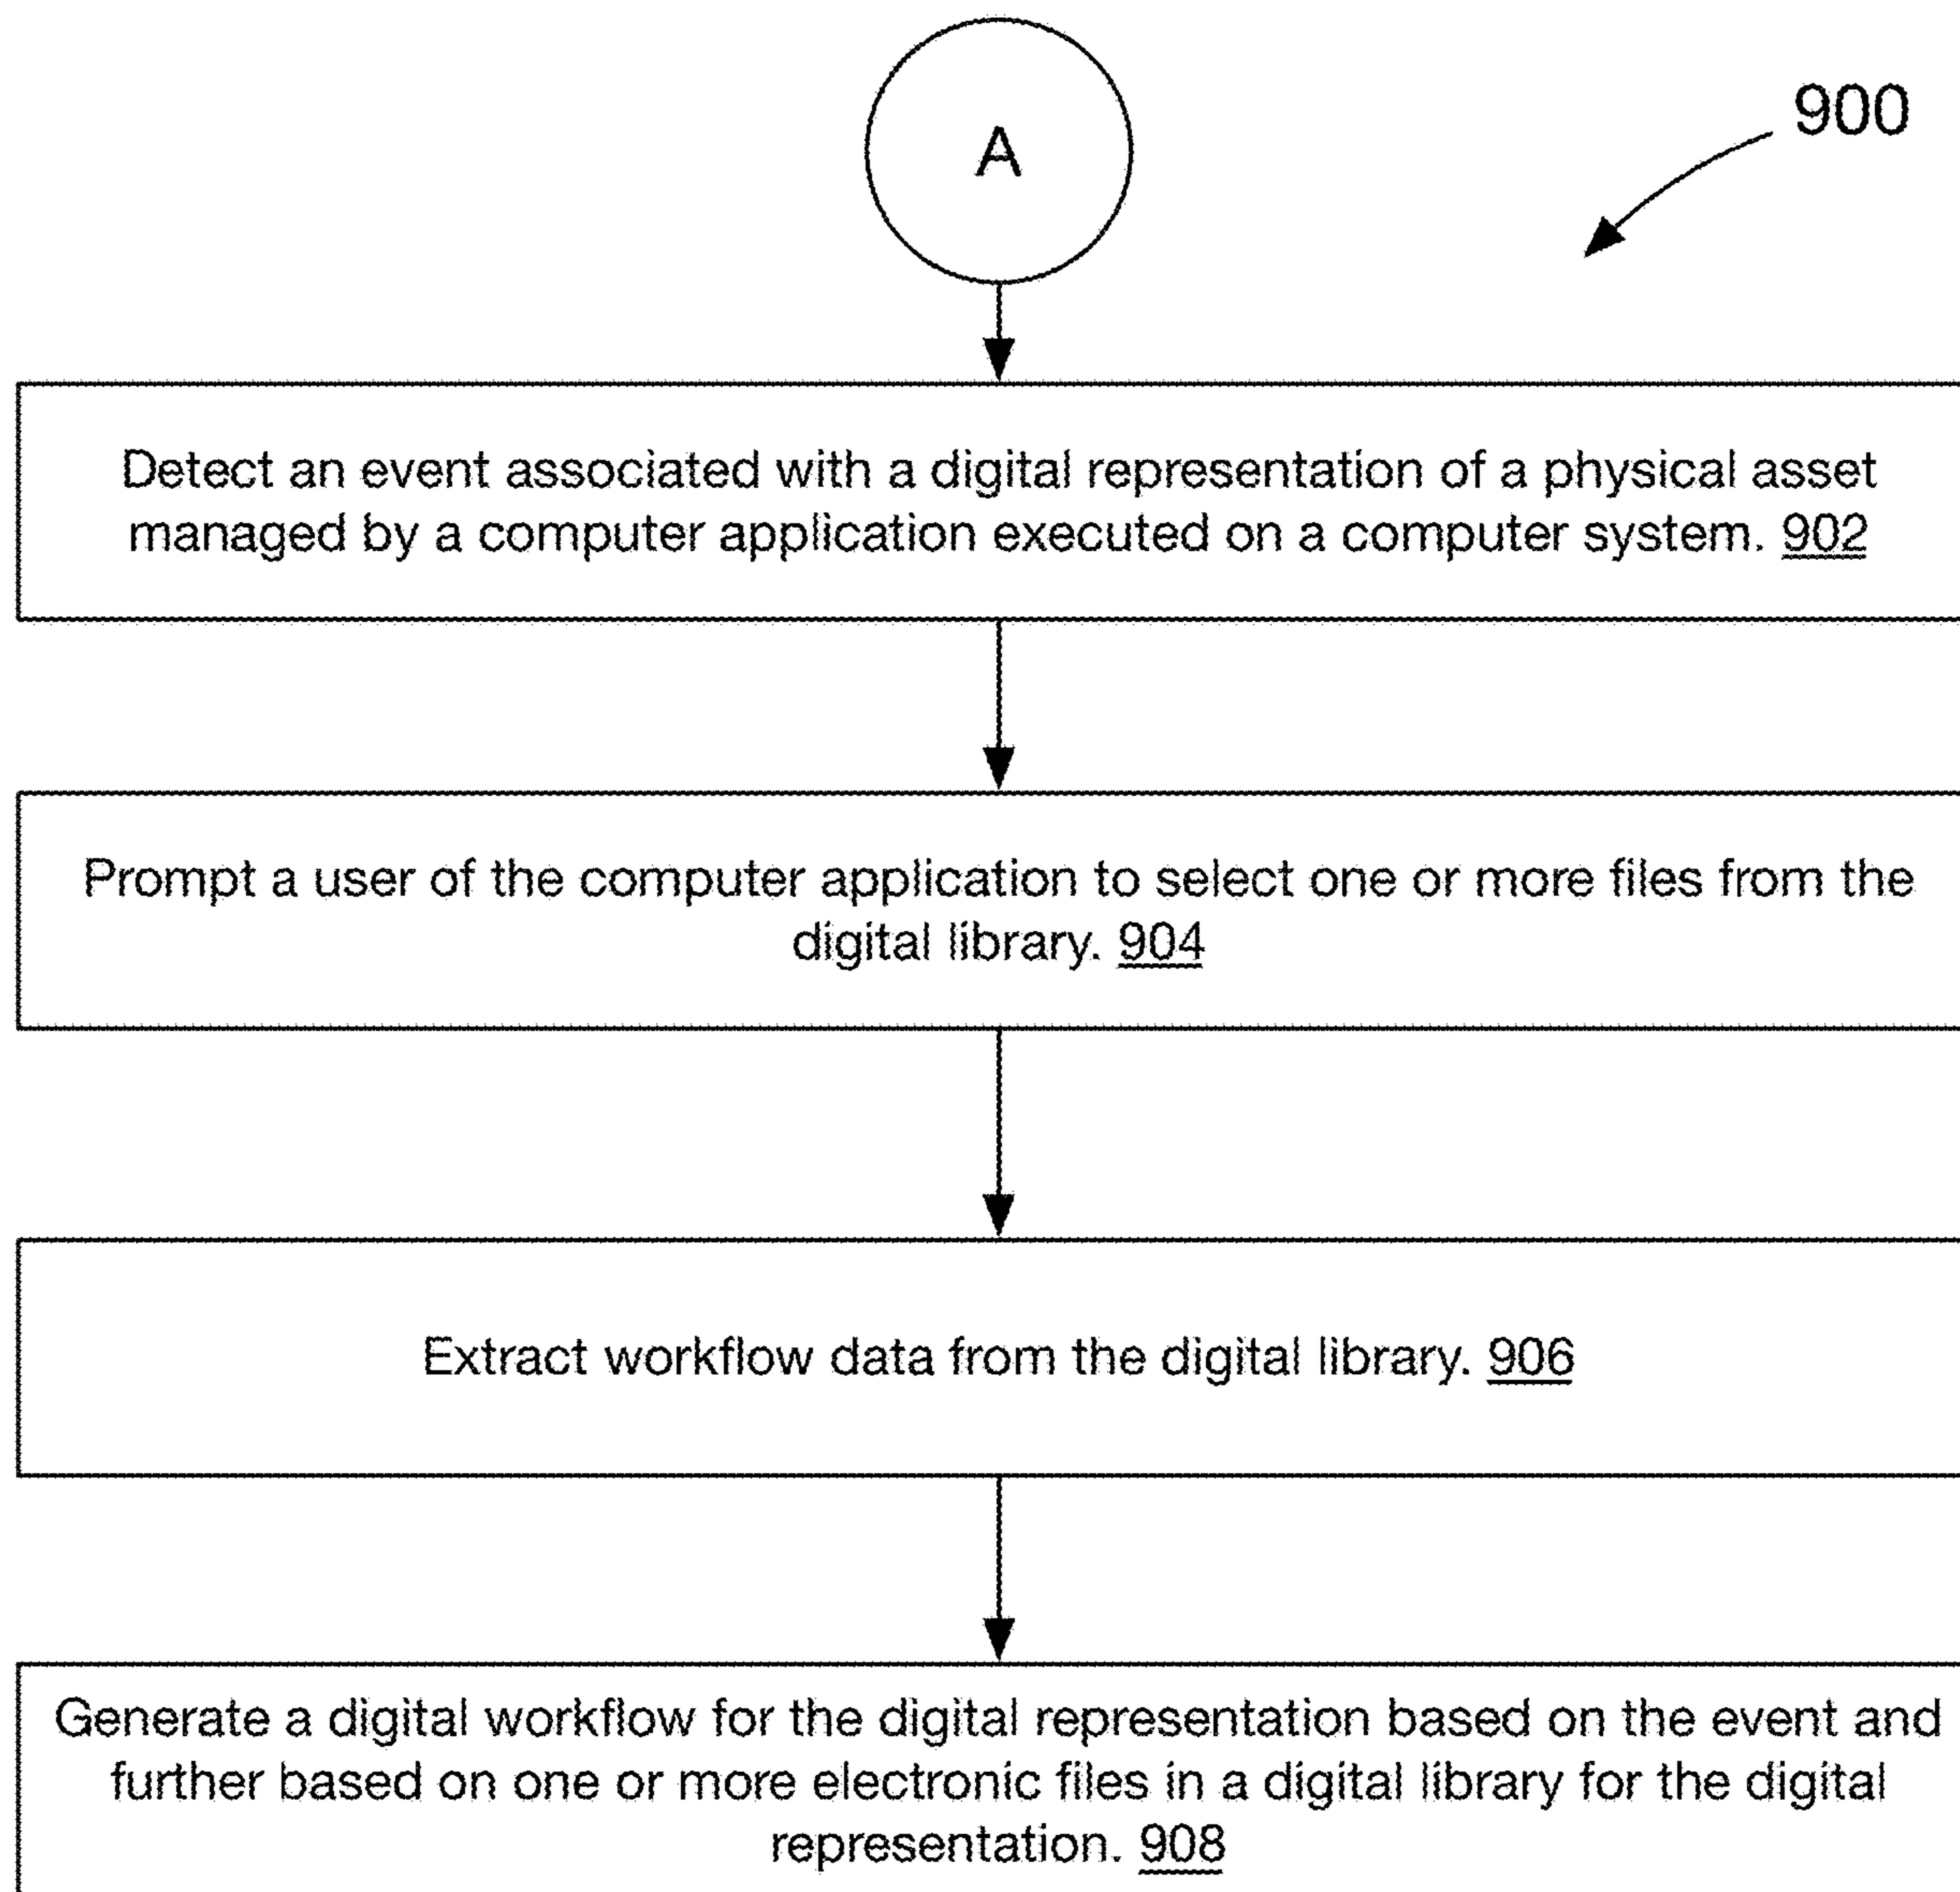 A
900
Detect an event associated with a digital representation of a physical asset
managed by a computer application executed on a computer system. 902
Prompt a user of the computer application to select one or more files from the
digital library. 904
Extract workflow data from the digital library. 906
Generate a digital workflow for the digital representation based on the event and
further based on one or more electronic files in a digital library for the digital
representation. 908